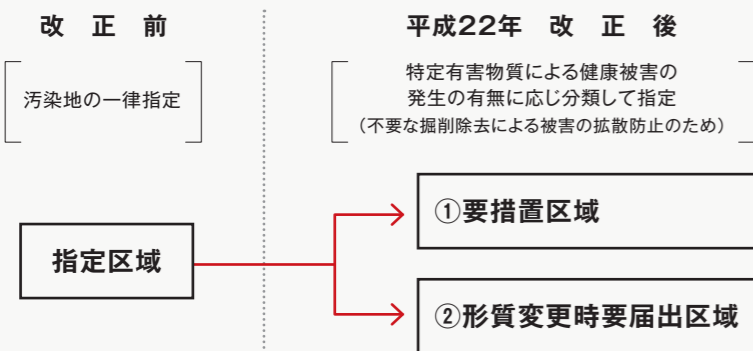 改正前
汚染地の一律指定
指定区域
平成22年 改正後
特定有害物質による健康被害の
発生の有無に応じ分類して指定
（不要な掘削除去による被害の拡散防止のため）
①要措置区域
②形質変更時要届出区域